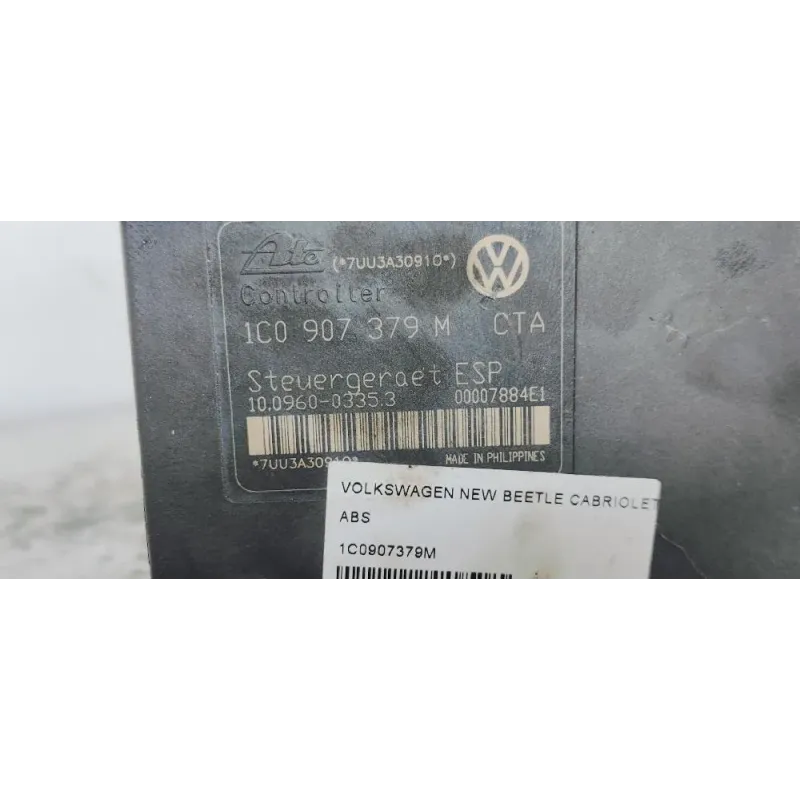 Ate (*7UU3A30910*)
Controller
1C0 907 379 M CTA
Steuergeraet ESP
10.0960-0335.3 00007884E1
*7UU3A30910* MADE IN PHILIPPINES
VOLKSWAGEN NEW BEETLE CABRIOLET
ABS
1C0907379M